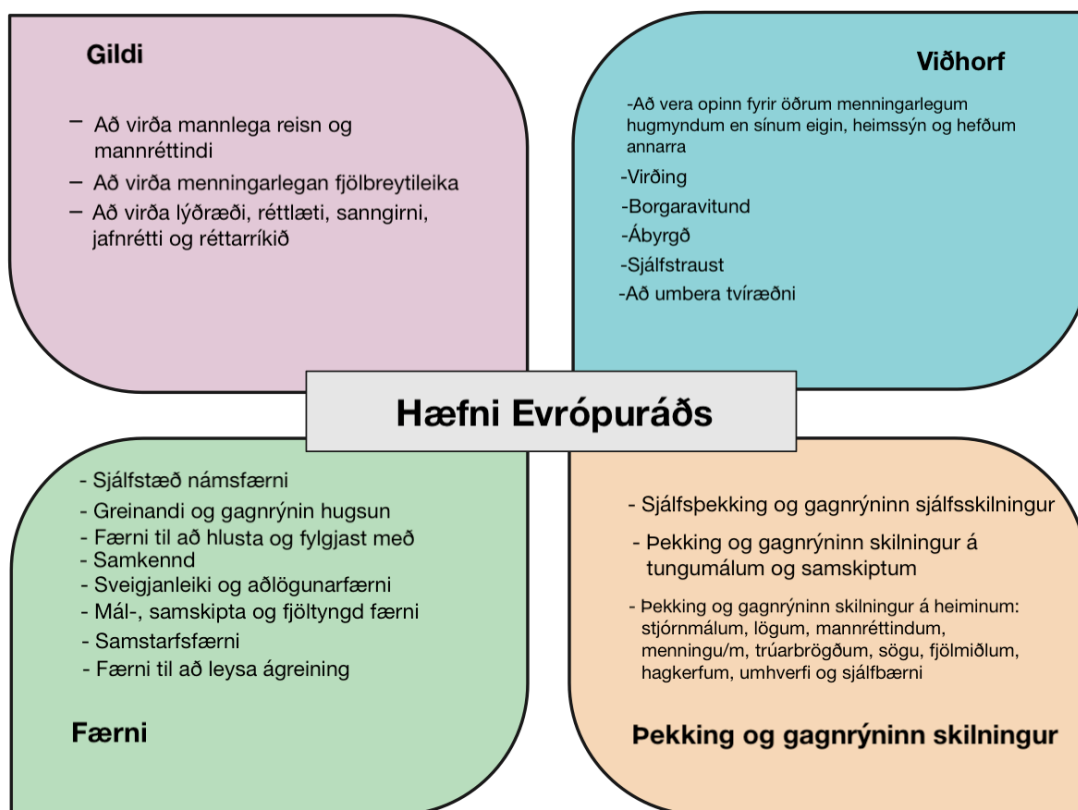 Gildi
– Að virða mannlega reisn og
mannréttindi
– Að virða menningarlegan fjölbreytileika
– Að virða lýðræði, réttlæti, sanngirni,
jafnrétti og réttarríkið
Viðhorf
-Að vera opinn fyrir öðrum menningarlegum
hugmyndum en sínum eigin, heimssýn og hefðum
annarra
-Virðing
-Borgaravitund
-Ábyrgð
-Sjálfstraust
-Að umbera tvíræðni
Hæfni Evrópuráðs
- Sjálfstæð námsfærni
- Greinandi og gagnrýnin hugsun
- Færni til að hlusta og fylgjast með
- Samkennd
- Sveigjanleiki og aðlögunarfærni
- Mál-, samskipta og fjöltyngd færni
- Samstarfsfærni
- Færni til að leysa ágreining
Færni
- Sjálfsþekking og gagnrýninn sjálfsskilningur
- Þekking og gagnrýninn skilningur á
tungumálum og samskiptum
- Þekking og gagnrýninn skilningur á heiminum:
stjórnmálum, lögum, mannréttindum,
menningu/m, trúarbrögðum, sögu, fjölmiðlum,
hagkerfum, umhverfi og sjálfbærni
Þekking og gagnrýninn skilningur